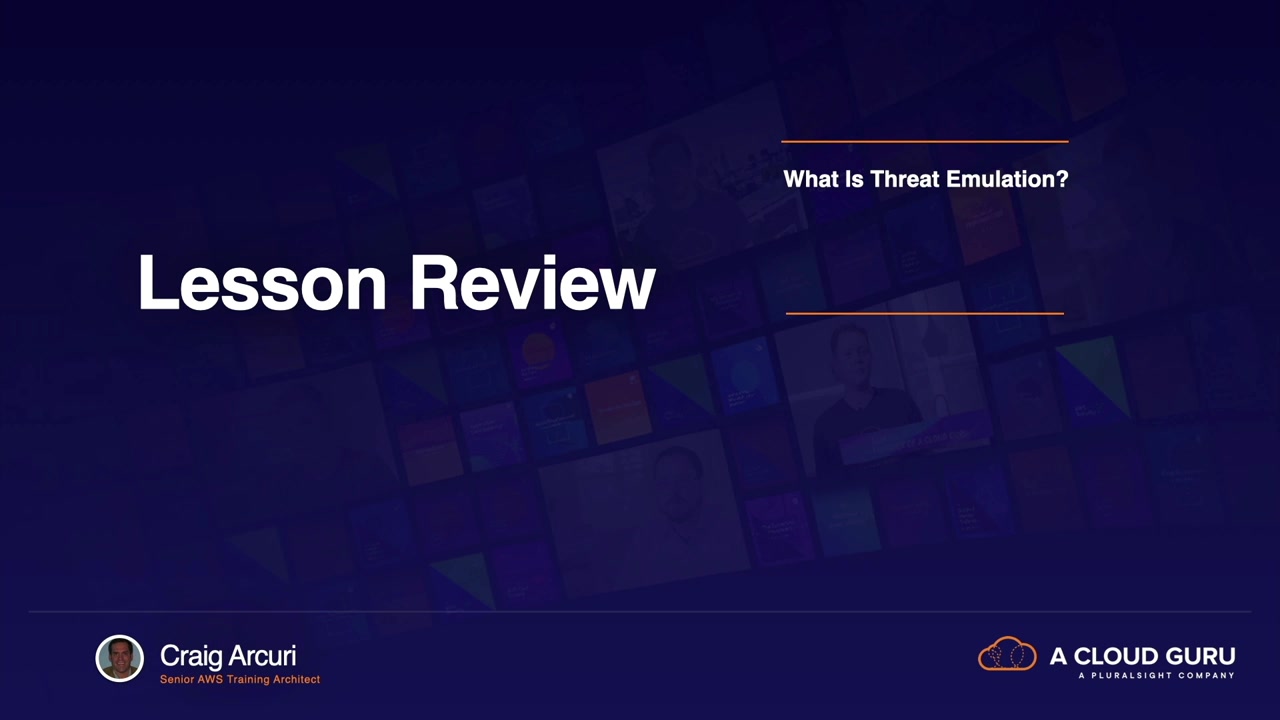 What Is Threat Emulation?
Lesson Review
Craig Arcuri
Senior AWS Training Architect
A CLOUD GURU
A PLURALSIGHT COMPANY